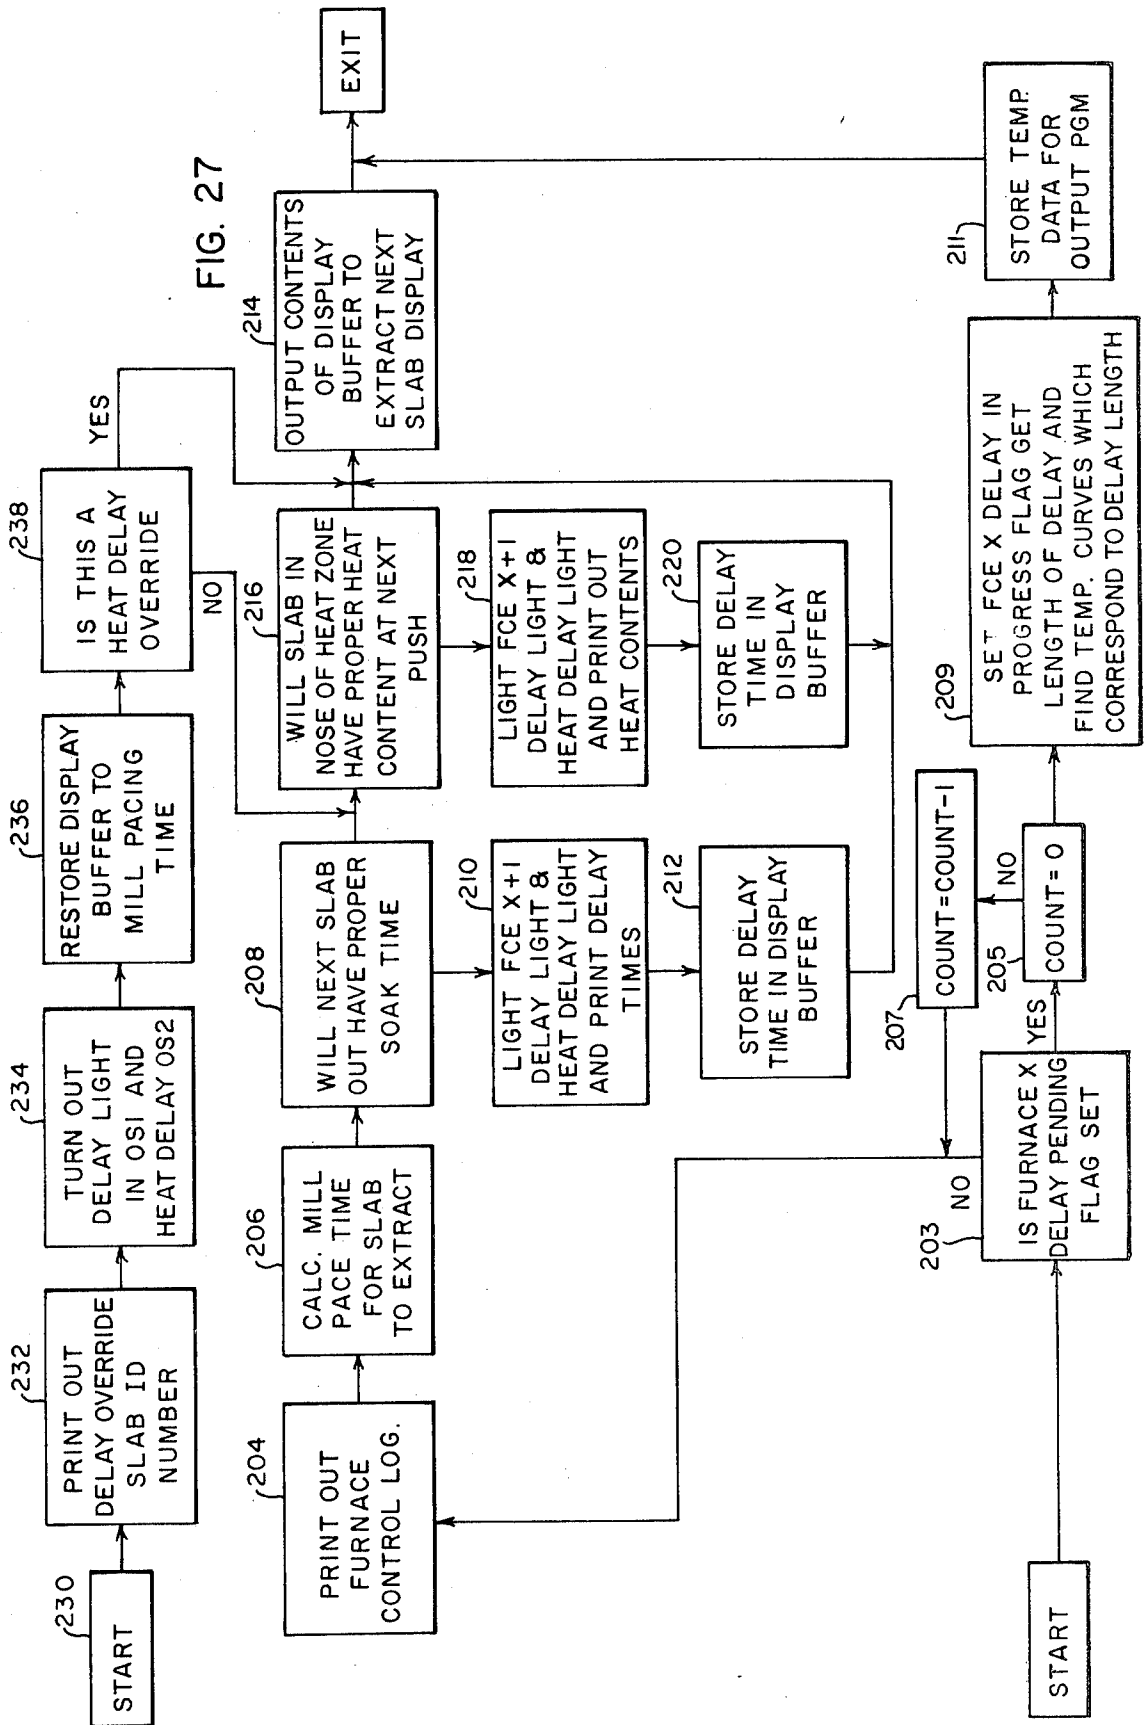 FIG. 27
230
START
232
PRINT OUT
DELAY OVERRIDE
SLAB ID
NUMBER
234
TURN OUT
DELAY LIGHT
IN OS1 AND
HEAT DELAY OS2
236
RESTORE DISPLAY
BUFFER TO
MILL PACING
TIME
238
IS THIS A
HEAT DELAY
OVERRIDE
YES
NO
204
PRINT OUT
FURNACE
CONTROL LOG.
206
CALC. MILL
PACE TIME
FOR SLAB
TO EXTRACT
208
WILL NEXT SLAB
OUT HAVE PROPER
SOAK TIME
216
WILL SLAB IN
NOSE OF HEAT ZONE
HAVE PROPER HEAT
CONTENT AT NEXT
PUSH
214
OUTPUT CONTENTS
OF DISPLAY
BUFFER TO
EXTRACT NEXT
SLAB DISPLAY
EXIT
210
LIGHT FCE X+1
DELAY LIGHT &
HEAT DELAY LIGHT
AND PRINT DELAY
TIMES
218
LIGHT FCE X+1
DELAY LIGHT &
HEAT DELAY LIGHT
AND PRINT OUT
HEAT CONTENTS
212
STORE DELAY
TIME IN DISPLAY
BUFFER
220
STORE DELAY
TIME IN
DISPLAY
BUFFER
START
203
IS FURNACE X
DELAY PENDING
FLAG SET
NO
YES
205
COUNT = 0
NO
207
COUNT=COUNT-1
209
SET FCE X DELAY IN
PROGRESS FLAG GET
LENGTH OF DELAY AND
FIND TEMP. CURVES WHICH
CORRESPOND TO DELAY LENGTH
211
STORE TEMP.
DATA FOR
OUTPUT PGM